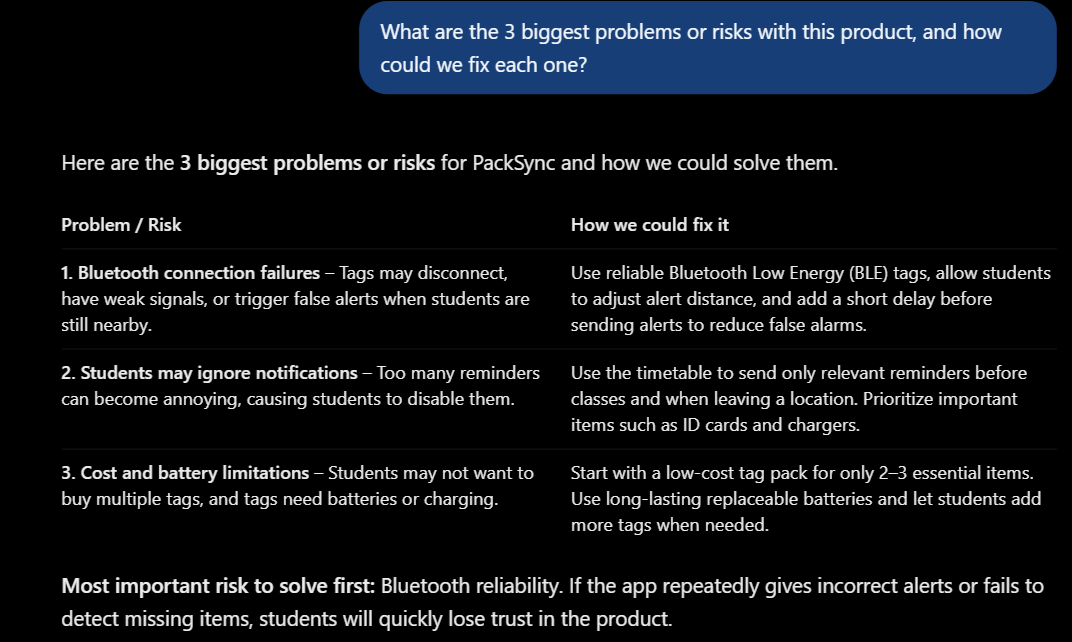 What are the 3 biggest problems or risks with this product, and how
could we fix each one?
Here are the 3 biggest problems or risks for PackSync and how we could solve them.
Problem / Risk
How we could fix it
1. Bluetooth connection failures – Tags may disconnect,
have weak signals, or trigger false alerts when students are
still nearby.
Use reliable Bluetooth Low Energy (BLE) tags, allow students
to adjust alert distance, and add a short delay before
sending alerts to reduce false alarms.
2. Students may ignore notifications – Too many reminders
can become annoying, causing students to disable them.
Use the timetable to send only relevant reminders before
classes and when leaving a location. Prioritize important
items such as ID cards and chargers.
3. Cost and battery limitations – Students may not want to
buy multiple tags, and tags need batteries or charging.
Start with a low-cost tag pack for only 2–3 essential items.
Use long-lasting replaceable batteries and let students add
more tags when needed.
Most important risk to solve first: Bluetooth reliability. If the app repeatedly gives incorrect alerts or fails to
detect missing items, students will quickly lose trust in the product.